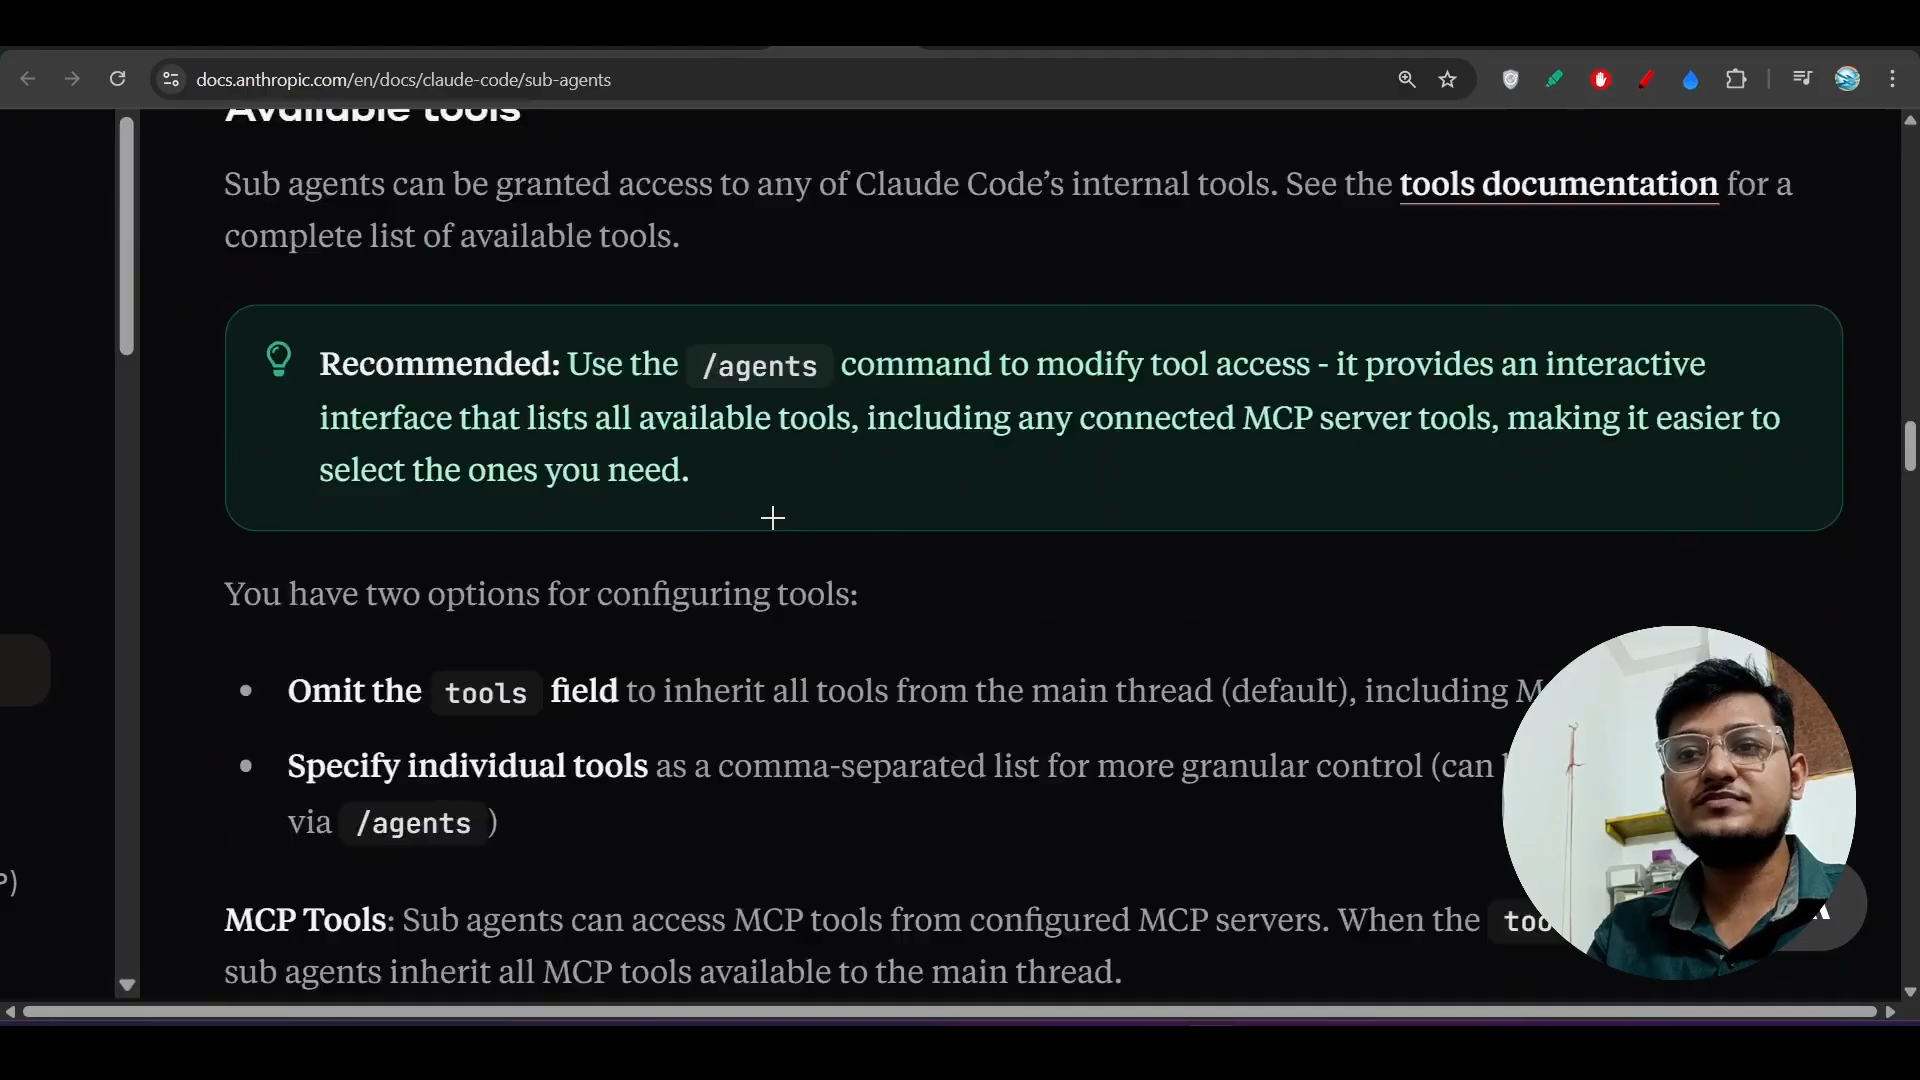 docs.anthropic.com/en/docs/claude-code/sub-agents
Available tools
Sub agents can be granted access to any of Claude Code’s internal tools. See the tools documentation for a
complete list of available tools.
Recommended: Use the /agents command to modify tool access - it provides an interactive
interface that lists all available tools, including any connected MCP server tools, making it easier to
select the ones you need.
You have two options for configuring tools:
• Omit the tools field to inherit all tools from the main thread (default), including
• Specify individual tools as a comma-separated list for more granular control (can
via /agents )
P)
MCP Tools: Sub agents can access MCP tools from configured MCP servers. When the
sub agents inherit all MCP tools available to the main thread.